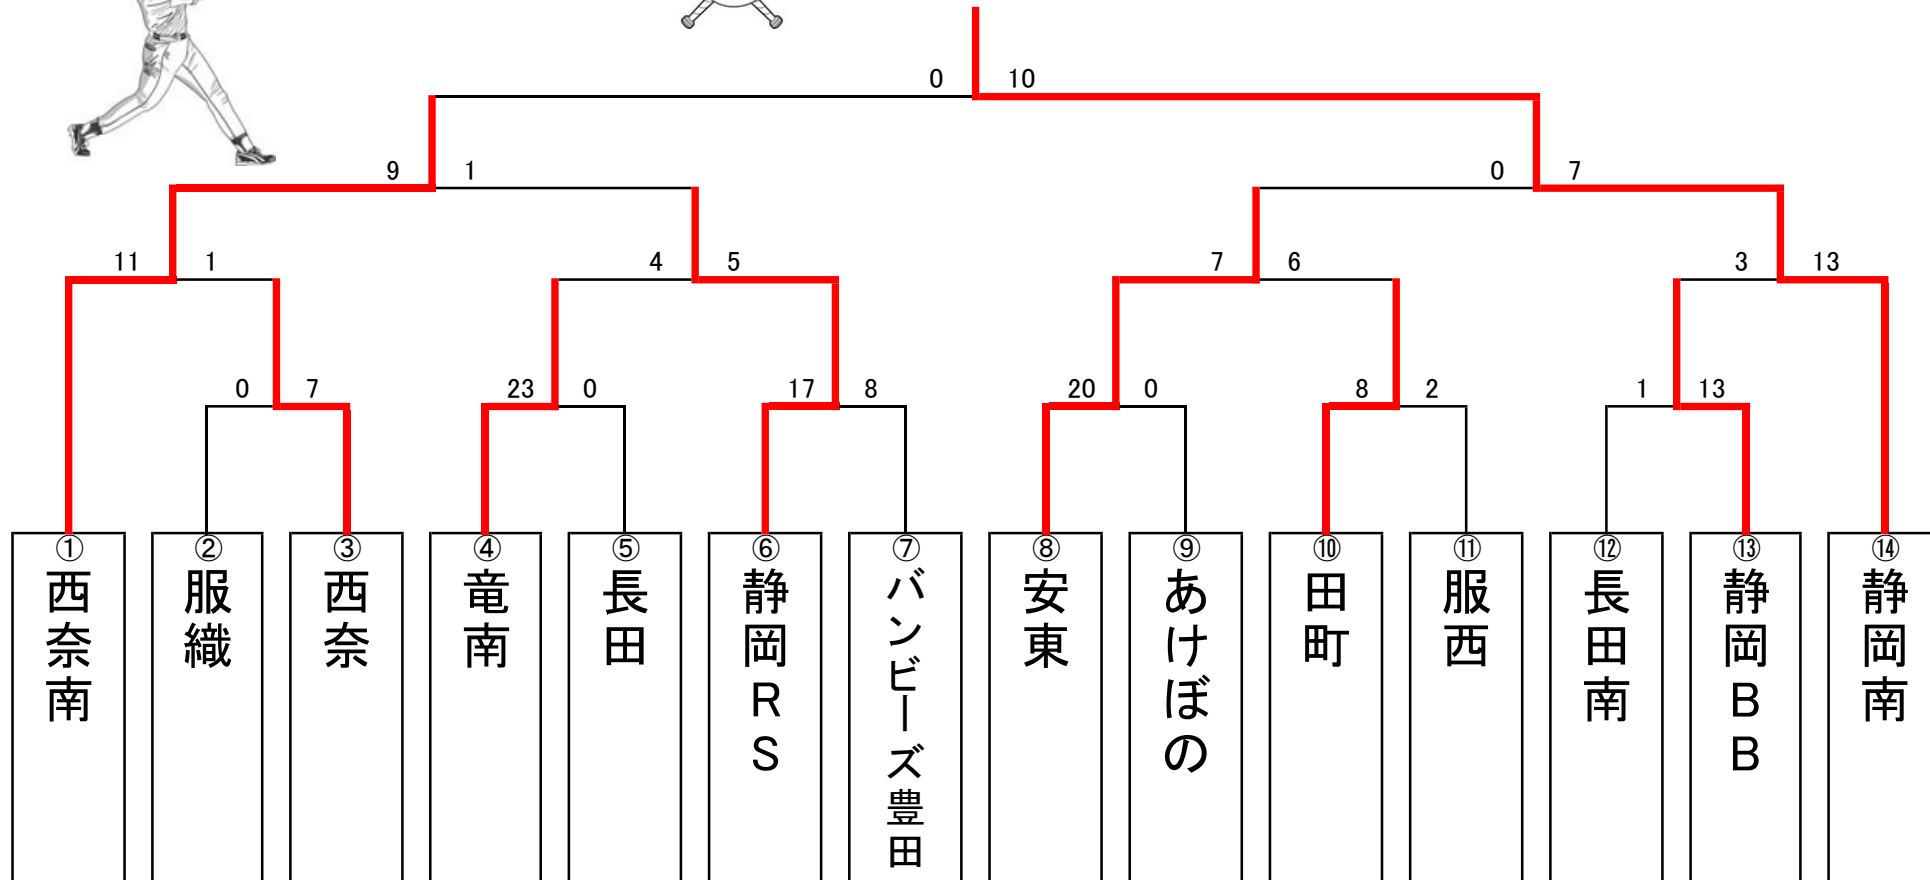 0 10
9 1 0 7
11 1 4 5 7 6 3 13
0 7 23 0 17 8 20 0 8 2 1 13
①西奈南
②服織
③西奈
④竜南
⑤長田
⑥静岡RS
⑦バンビーズ豊田
⑧安東
⑨あけぼの
⑩田町
⑪服西
⑫長田南
⑬静岡BB
⑭静岡南